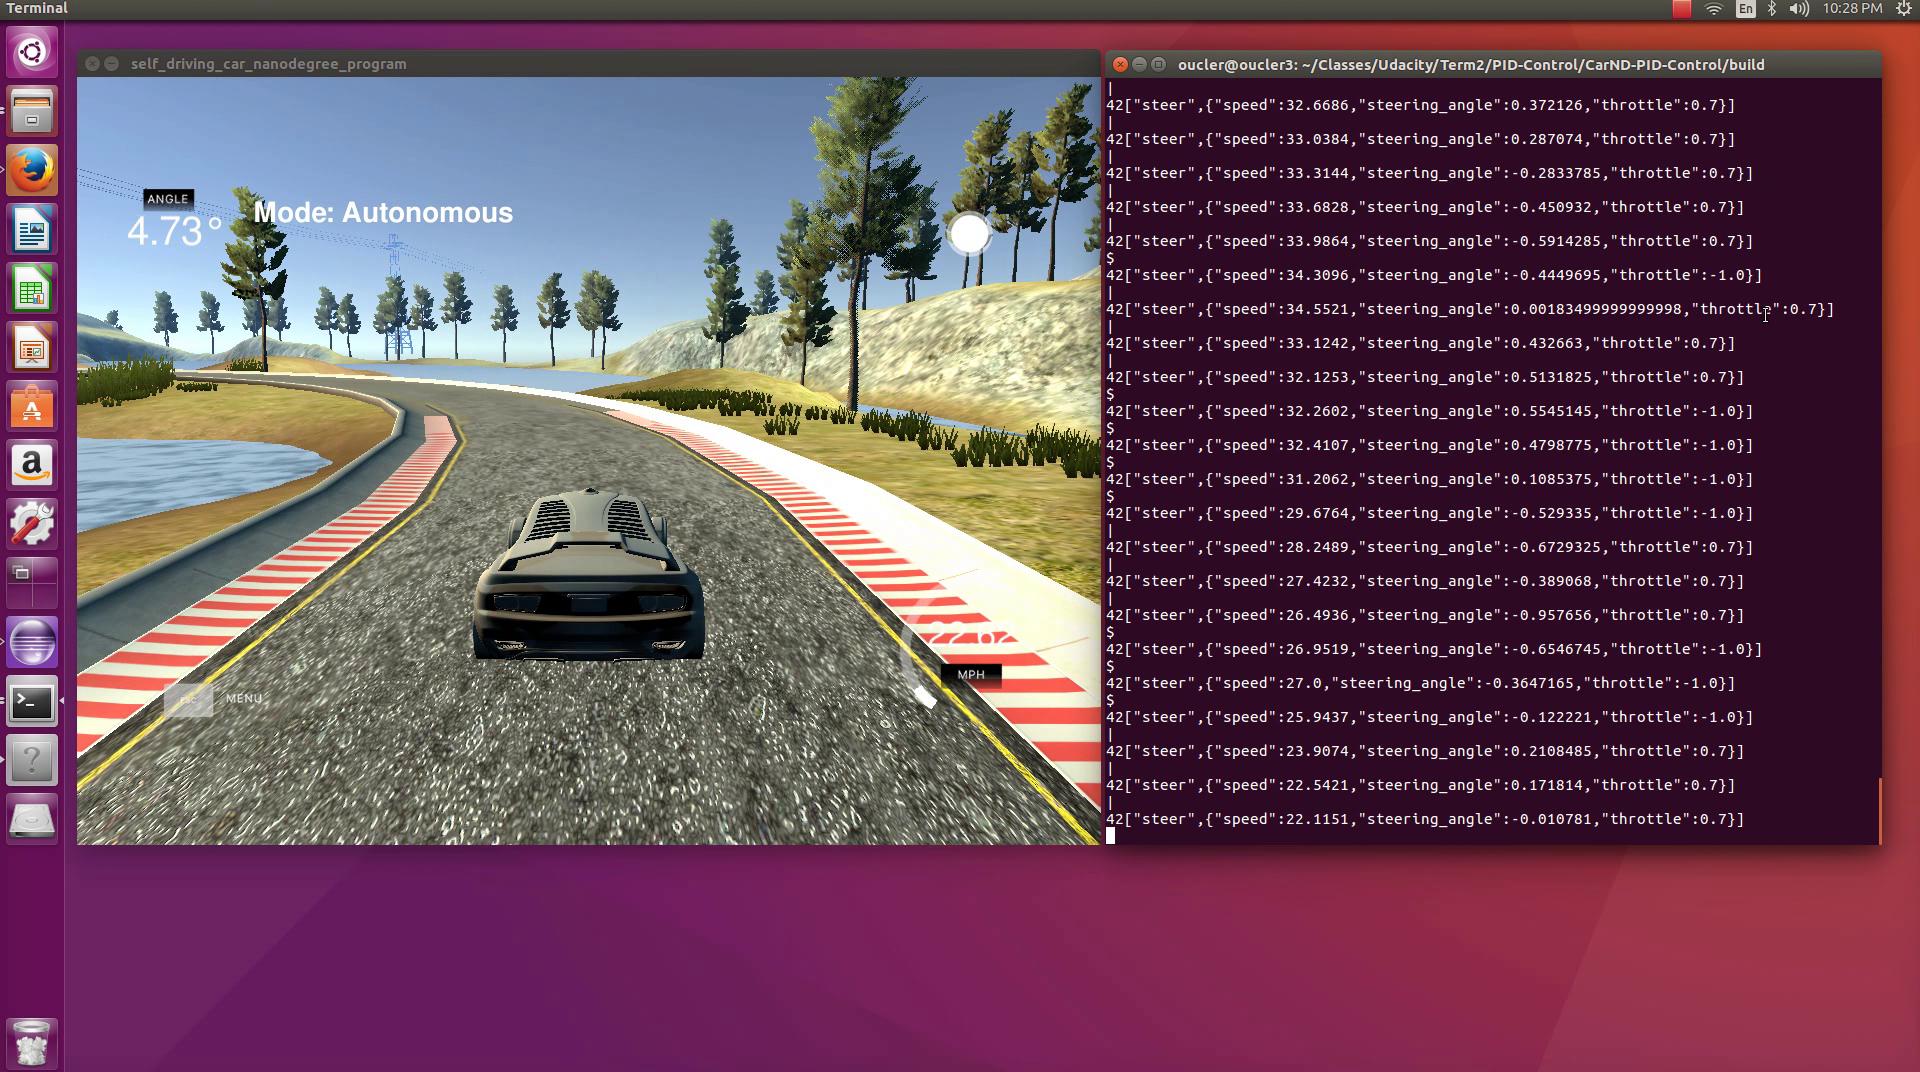 Terminal
En
10:28 PM
self_driving_car_nanodegree_program
oucler@oucler3: ~/Classes/Udacity/Term2/PID-Control/CarND-PID-Control/build
ANGLE
4.73°
Mode: Autonomous
22.62
MPH
ESC
MENU
|
42["steer",{"speed":32.6686,"steering_angle":0.372126,"throttle":0.7}]
|
42["steer",{"speed":33.0384,"steering_angle":0.287074,"throttle":0.7}]
|
42["steer",{"speed":33.3144,"steering_angle":-0.2833785,"throttle":0.7}]
|
42["steer",{"speed":33.6828,"steering_angle":-0.450932,"throttle":0.7}]
|
42["steer",{"speed":33.9864,"steering_angle":-0.5914285,"throttle":0.7}]
$
42["steer",{"speed":34.3096,"steering_angle":-0.4449695,"throttle":-1.0}]
|
42["steer",{"speed":34.5521,"steering_angle":0.00183499999999998,"throttle":0.7}]
|
42["steer",{"speed":33.1242,"steering_angle":0.432663,"throttle":0.7}]
|
42["steer",{"speed":32.1253,"steering_angle":0.5131825,"throttle":0.7}]
$
42["steer",{"speed":32.2602,"steering_angle":0.5545145,"throttle":-1.0}]
$
42["steer",{"speed":32.4107,"steering_angle":0.4798775,"throttle":-1.0}]
$
42["steer",{"speed":31.2062,"steering_angle":0.1085375,"throttle":-1.0}]
$
42["steer",{"speed":29.6764,"steering_angle":-0.529335,"throttle":-1.0}]
|
42["steer",{"speed":28.2489,"steering_angle":-0.6729325,"throttle":0.7}]
|
42["steer",{"speed":27.4232,"steering_angle":-0.389068,"throttle":0.7}]
|
42["steer",{"speed":26.4936,"steering_angle":-0.957656,"throttle":0.7}]
$
42["steer",{"speed":26.9519,"steering_angle":-0.6546745,"throttle":-1.0}]
$
42["steer",{"speed":27.0,"steering_angle":-0.3647165,"throttle":-1.0}]
$
42["steer",{"speed":25.9437,"steering_angle":-0.122221,"throttle":-1.0}]
|
42["steer",{"speed":23.9074,"steering_angle":0.2108485,"throttle":0.7}]
|
42["steer",{"speed":22.5421,"steering_angle":0.171814,"throttle":0.7}]
|
42["steer",{"speed":22.1151,"steering_angle":-0.010781,"throttle":0.7}]